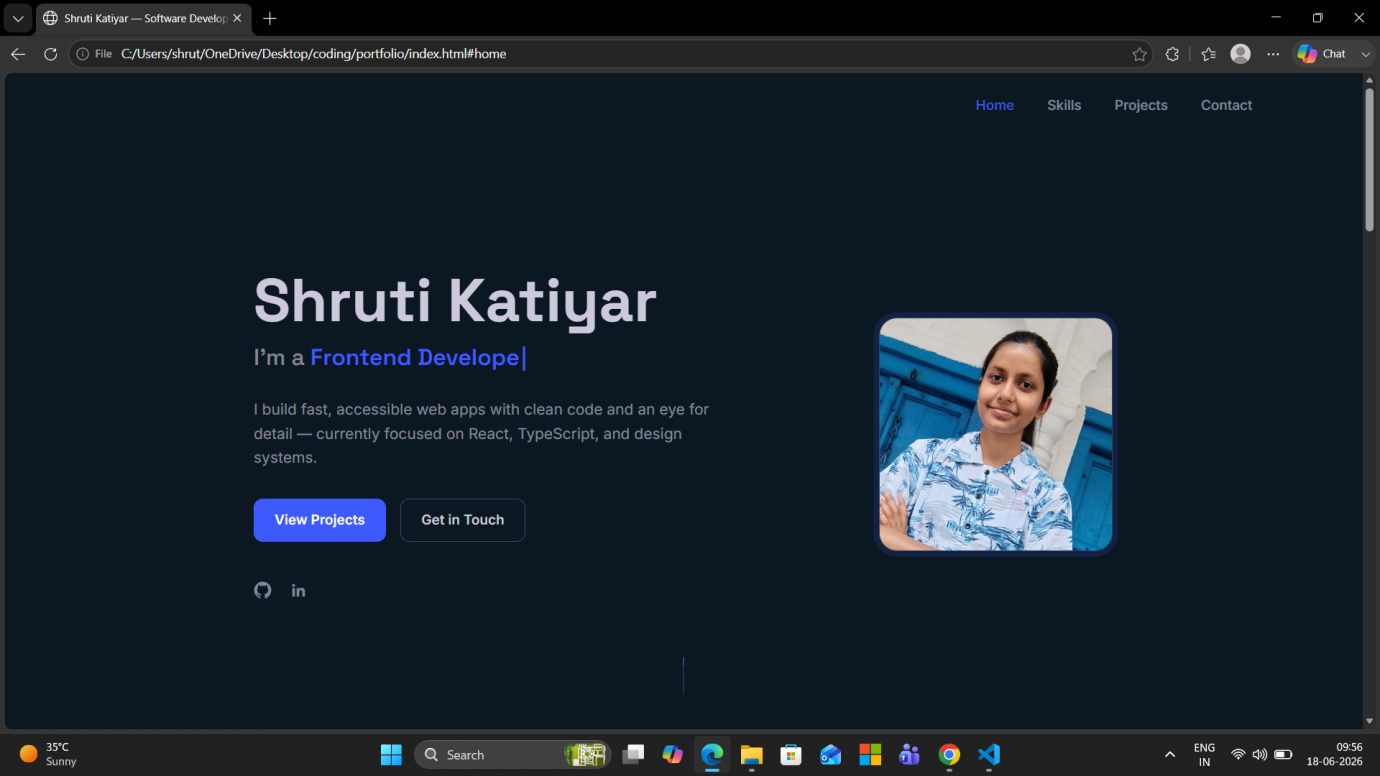 Shruti Katiyar — Software Develop
File C:/Users/shrut/OneDrive/Desktop/coding/portfolio/index.html#home
Chat
Home Skills Projects Contact
Shruti Katiyar
I'm a Frontend Develope|
I build fast, accessible web apps with clean code and an eye for
detail — currently focused on React, TypeScript, and design
systems.
View Projects Get in Touch
in
35°C
Sunny
Search
ENG
IN
09:56
18-06-2026